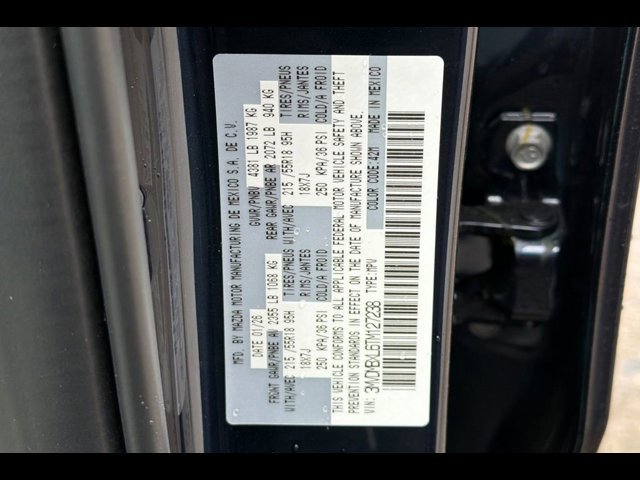 MFD. BY MAZDA MOTOR MANUFACTURING DE MEXICO S.A. DE C.V.
DATE 01/26 GVWR/PNBV 4381 LB 1987 KG
FRONT GAWR/PNBE AV 2355 LB 1068 KG REAR GAWR/PNBE AR 2072 LB 940 KG
WITH/AVEC 215/55R18 95H TIRES/PNEUS WITH/AVEC 215/55R18 95H TIRES/PNEUS
18X7J RIMS/JANTES 18X7J RIMS/JANTES
250 KPA/36 PSI COLD/A FROID 250 KPA/36 PSI COLD/A FROID
THIS VEHICLE CONFORMS TO ALL APPLICABLE FEDERAL MOTOR VEHICLE SAFETY AND THEFT
PREVENTION STANDARDS IN EFFECT ON THE DATE OF MANUFACTURE SHOWN ABOVE.
COLOR CODE:42M MADE IN MEXICO
VIN: TYPE:MPV